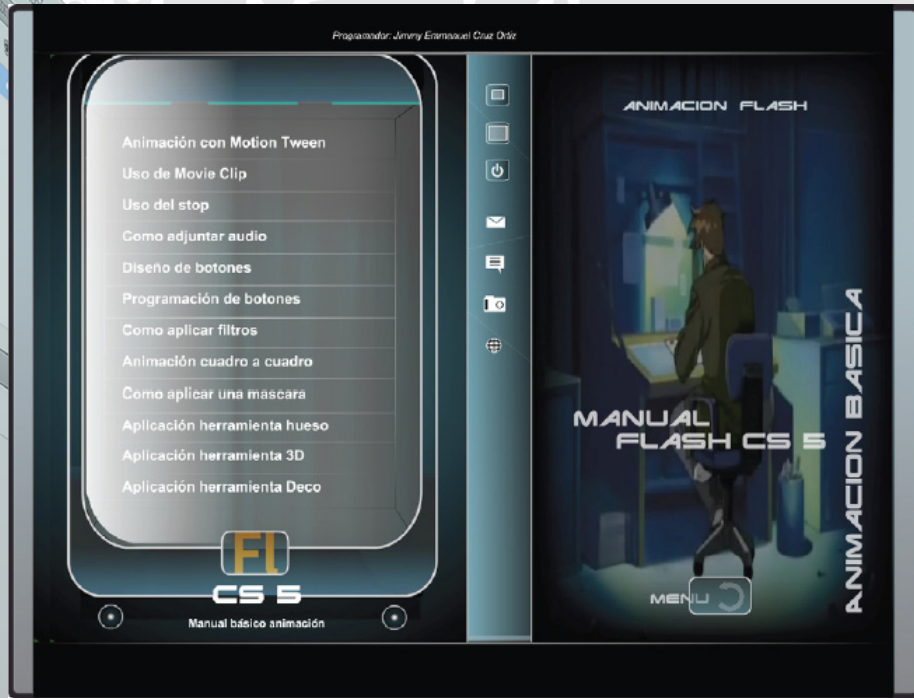 Programador: Jimmy Emmanuel Cruz Ortiz
Animación con Motion Tween
Uso de Movie Clip
Uso del stop
Como adjuntar audio
Diseño de botones
Programación de botones
Como aplicar filtros
Animación cuadro a cuadro
Como aplicar una mascara
Aplicación herramienta hueso
Aplicación herramienta 3D
Aplicación herramienta Deco
Fl
CS 5
Manual básico animación
ANIMACION FLASH
MANUAL
FLASH CS 5
ANIMACION BASICA
MENU